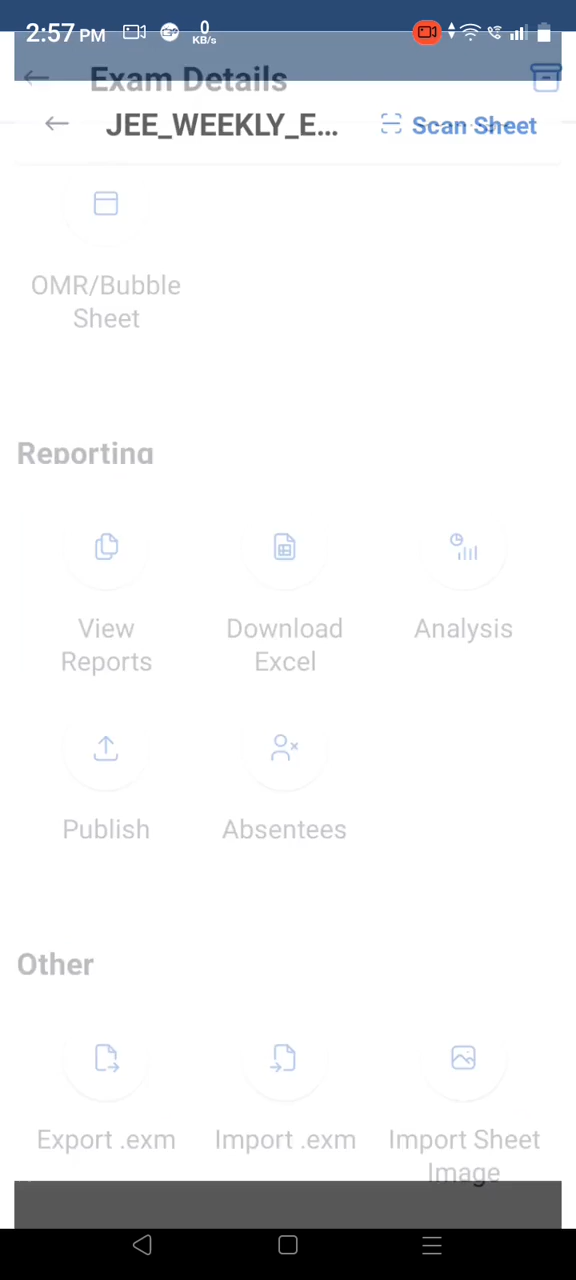 2:57 PM
0
KB/s
Exam Details
JEE_WEEKLY_E...
Scan Sheet
OMR/Bubble
Sheet
Reporting
View
Reports
Download
Excel
Analysis
Publish
Absentees
Other
Export .exm
Import .exm
Import Sheet
Image